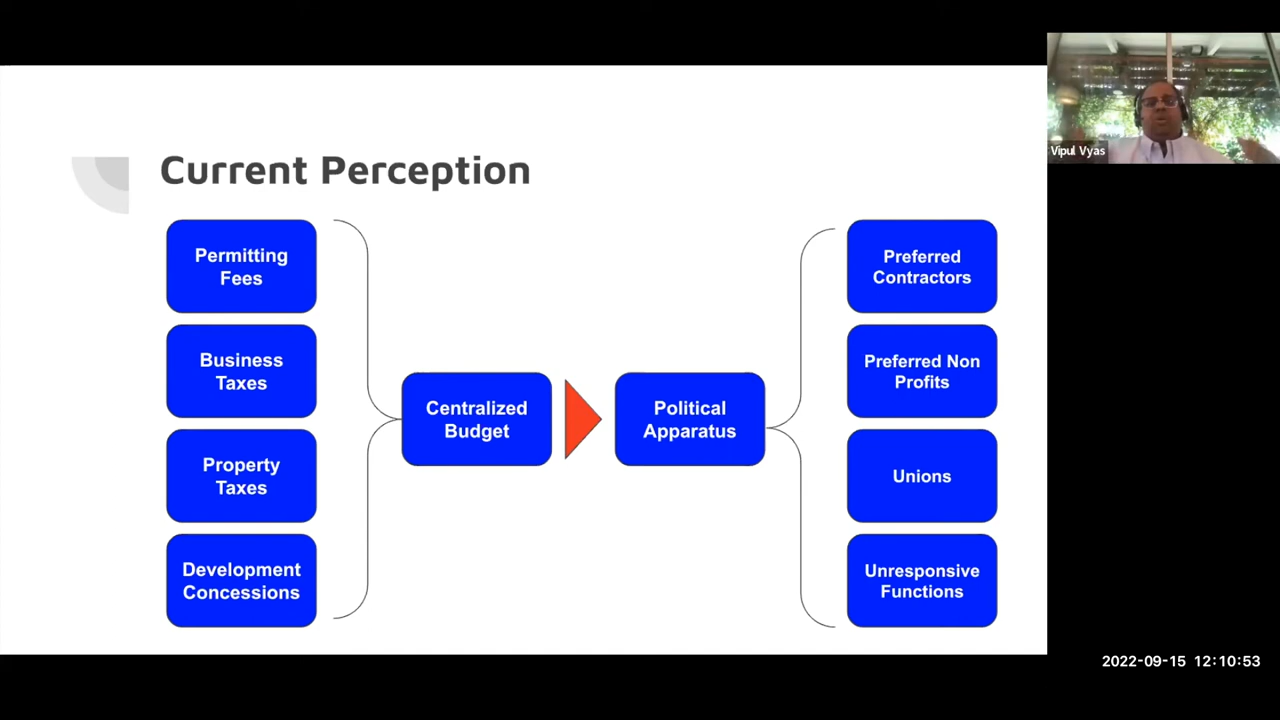 Current Perception
Permitting
Fees
Business
Taxes
Property
Taxes
Development
Concessions
Centralized
Budget
Political
Apparatus
Preferred
Contractors
Preferred Non
Profits
Unions
Unresponsive
Functions
Vipul Vyas
2022-09-15 12:10:53